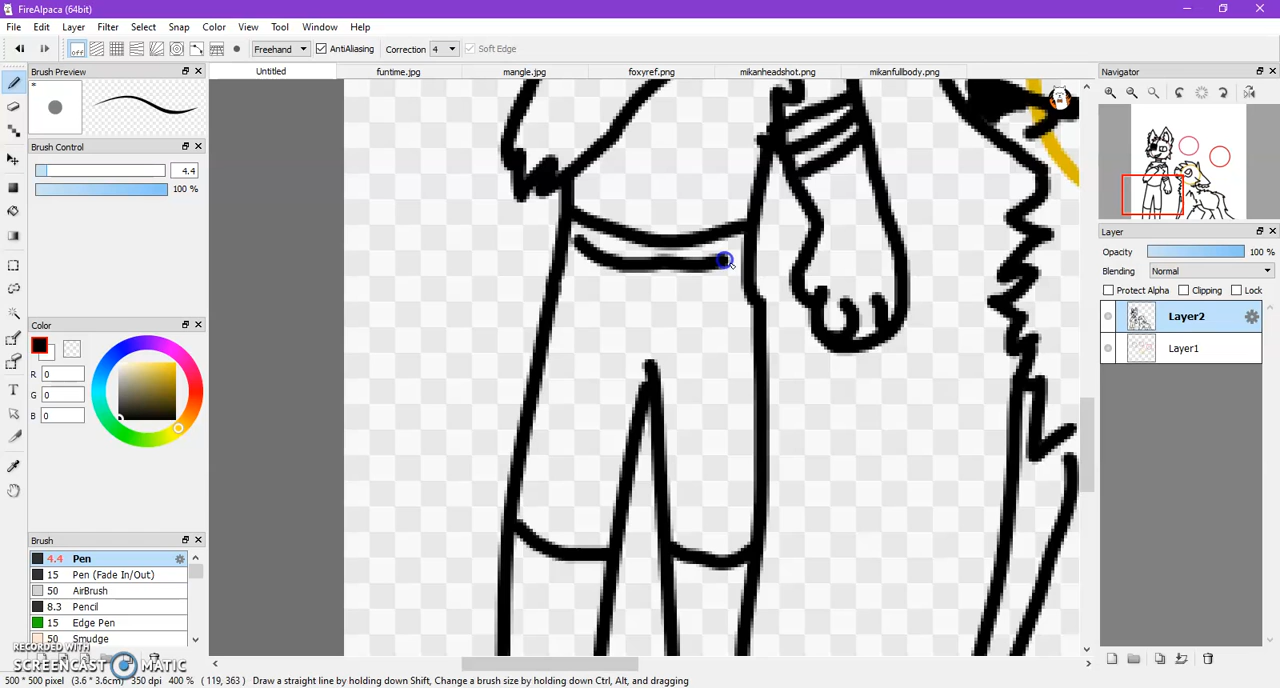 FireAlpaca (64bit)
File Edit Layer Filter Select Snap Color View Tool Window Help
off Freehand AntiAliasing Correction 4 Soft Edge
Untitled funtime.jpg mangle.jpg foxyref.png mikanheadshot.png mikanfullbody.png
Brush Preview
Brush Control
4.4
100 %
Color
R 0
G 0
B 0
Brush
4.4 Pen
15 Pen (Fade In/Out)
50 AirBrush
8.3 Pencil
15 Edge Pen
50 Smudge
Navigator
Layer
Opacity 100 %
Blending Normal
Protect Alpha Clipping Lock
Layer2
Layer1
RECORDED WITH
SCREENCAST MATIC
500 * 500 pixel (3.6 * 3.6cm) 350 dpi 400 % ( 119, 363 ) Draw a straight line by holding down Shift, Change a brush size by holding down Ctrl, Alt, and dragging